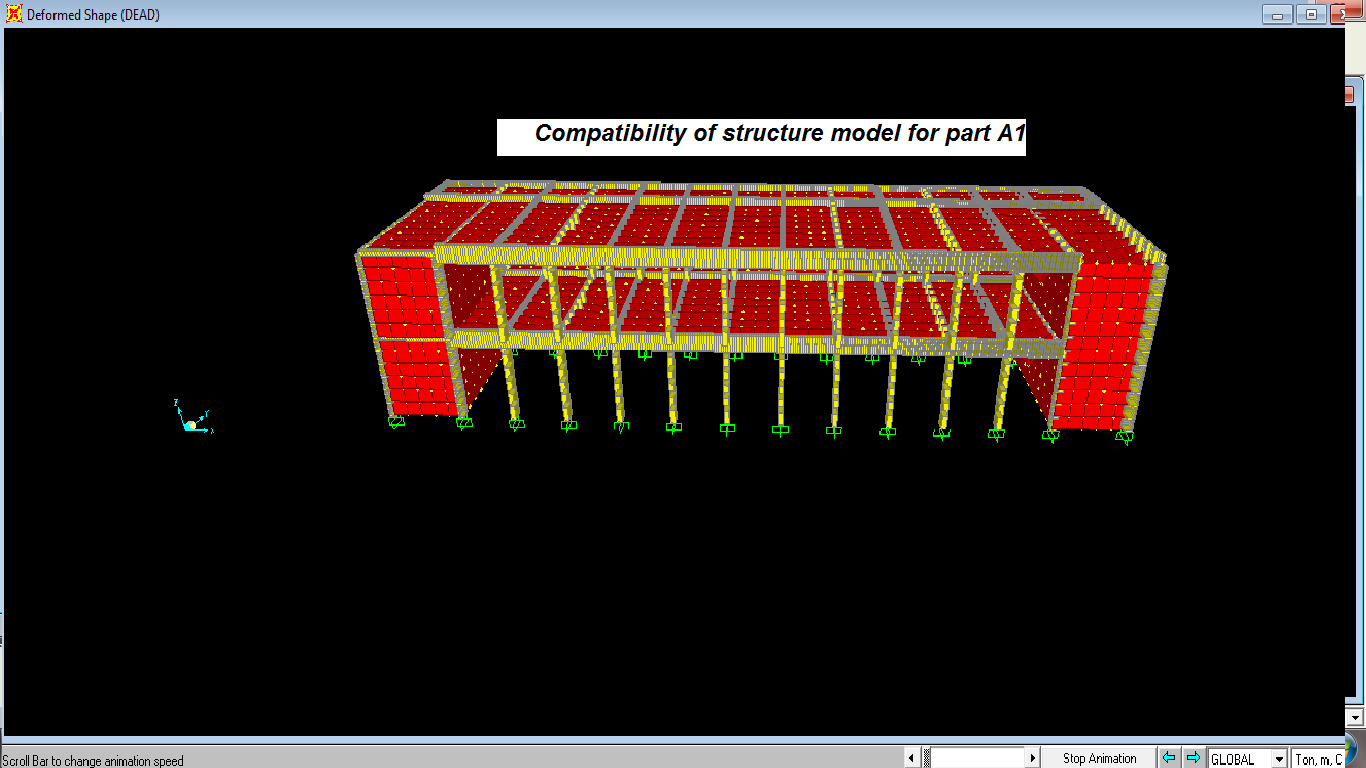 Deformed Shape (DEAD)
Compatibility of structure model for part A1
Z
Y
X
Scroll Bar to change animation speed
Stop Animation
GLOBAL
Ton, m, C